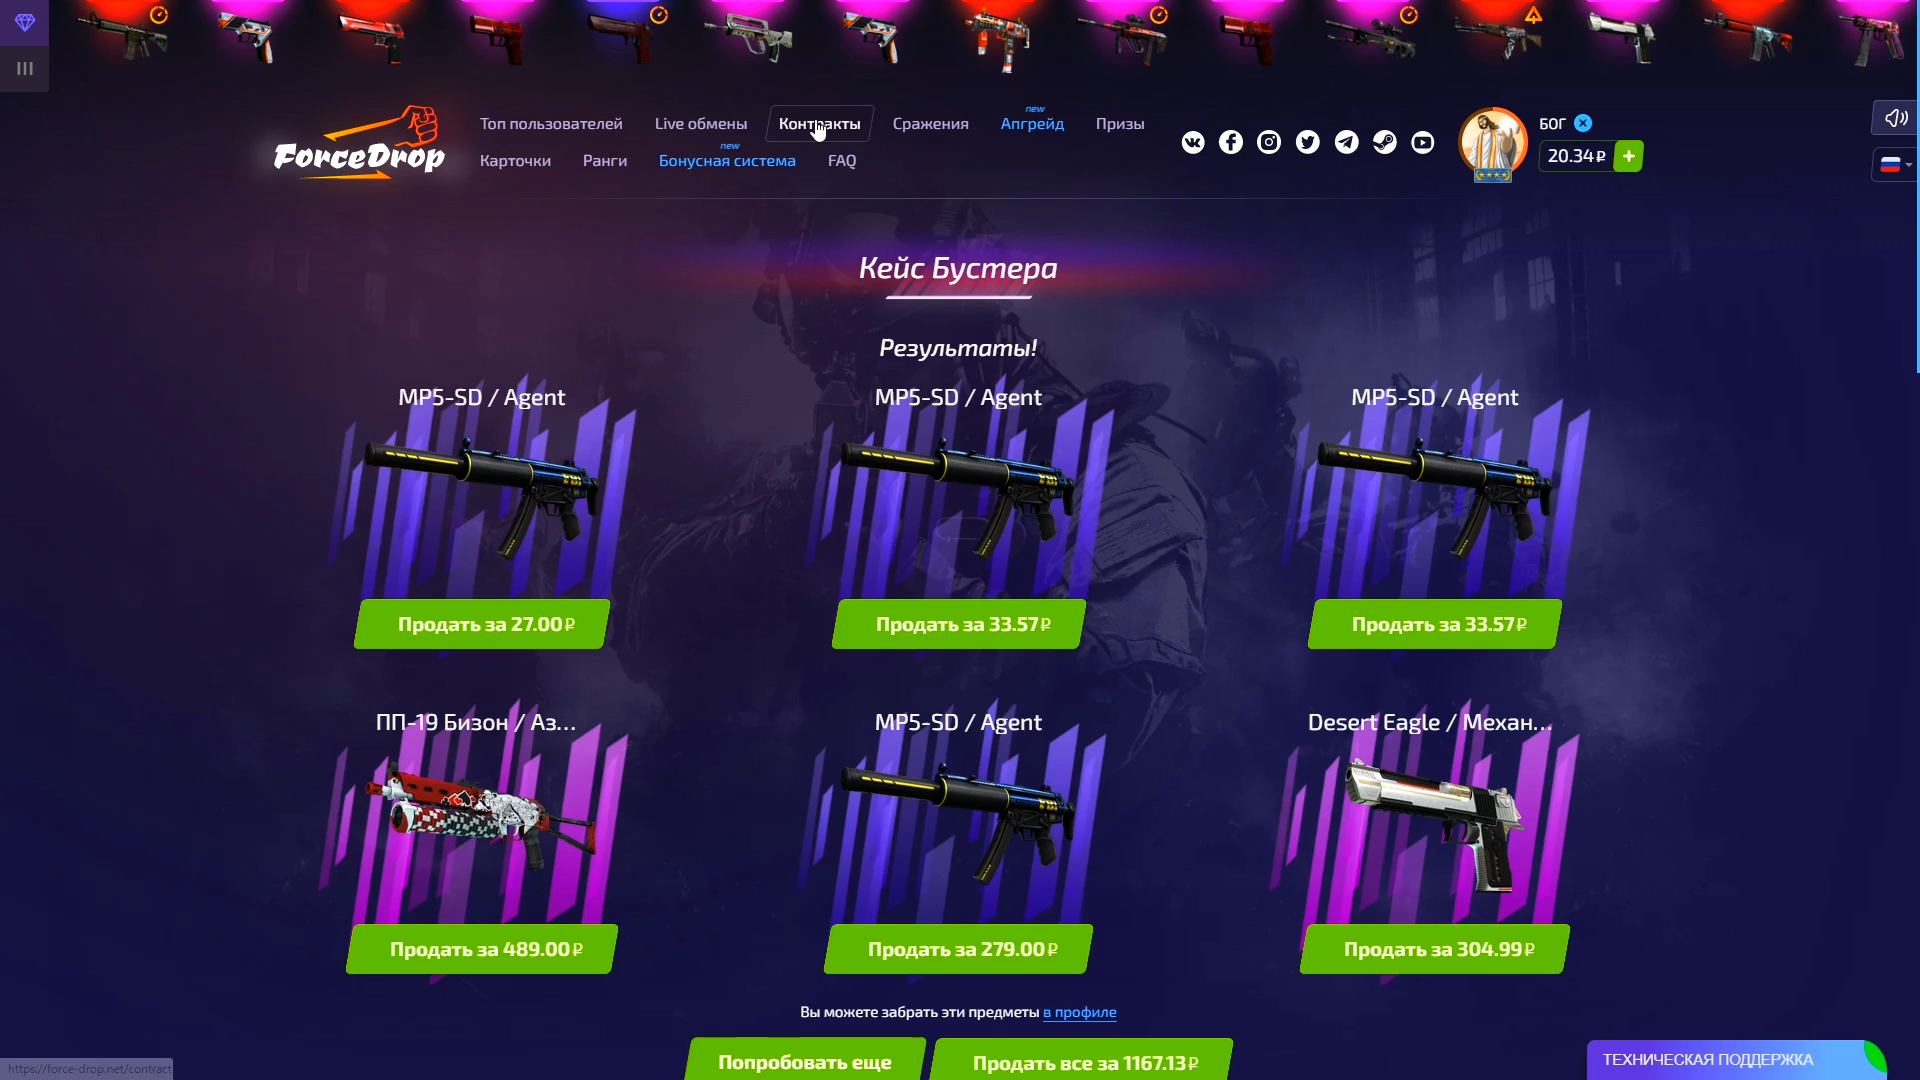 ForceDrop
Топ пользователей
Live обмены
Контракты
Сражения
new
Апгрейд
Призы
Карточки
Ранги
new
Бонусная система
FAQ
БОГ
20.34₽
Кейс Бустера
Результаты!
MP5-SD / Agent
MP5-SD / Agent
MP5-SD / Agent
Продать за 27.00₽
Продать за 33.57₽
Продать за 33.57₽
ПП-19 Бизон / Аз...
MP5-SD / Agent
Desert Eagle / Механ...
Продать за 489.00₽
Продать за 279.00₽
Продать за 304.99₽
Вы можете забрать эти предметы в профиле
Попробовать еще
Продать все за 1167.13₽
ТЕХНИЧЕСКАЯ ПОДДЕРЖКА
https://force-drop.net/contract